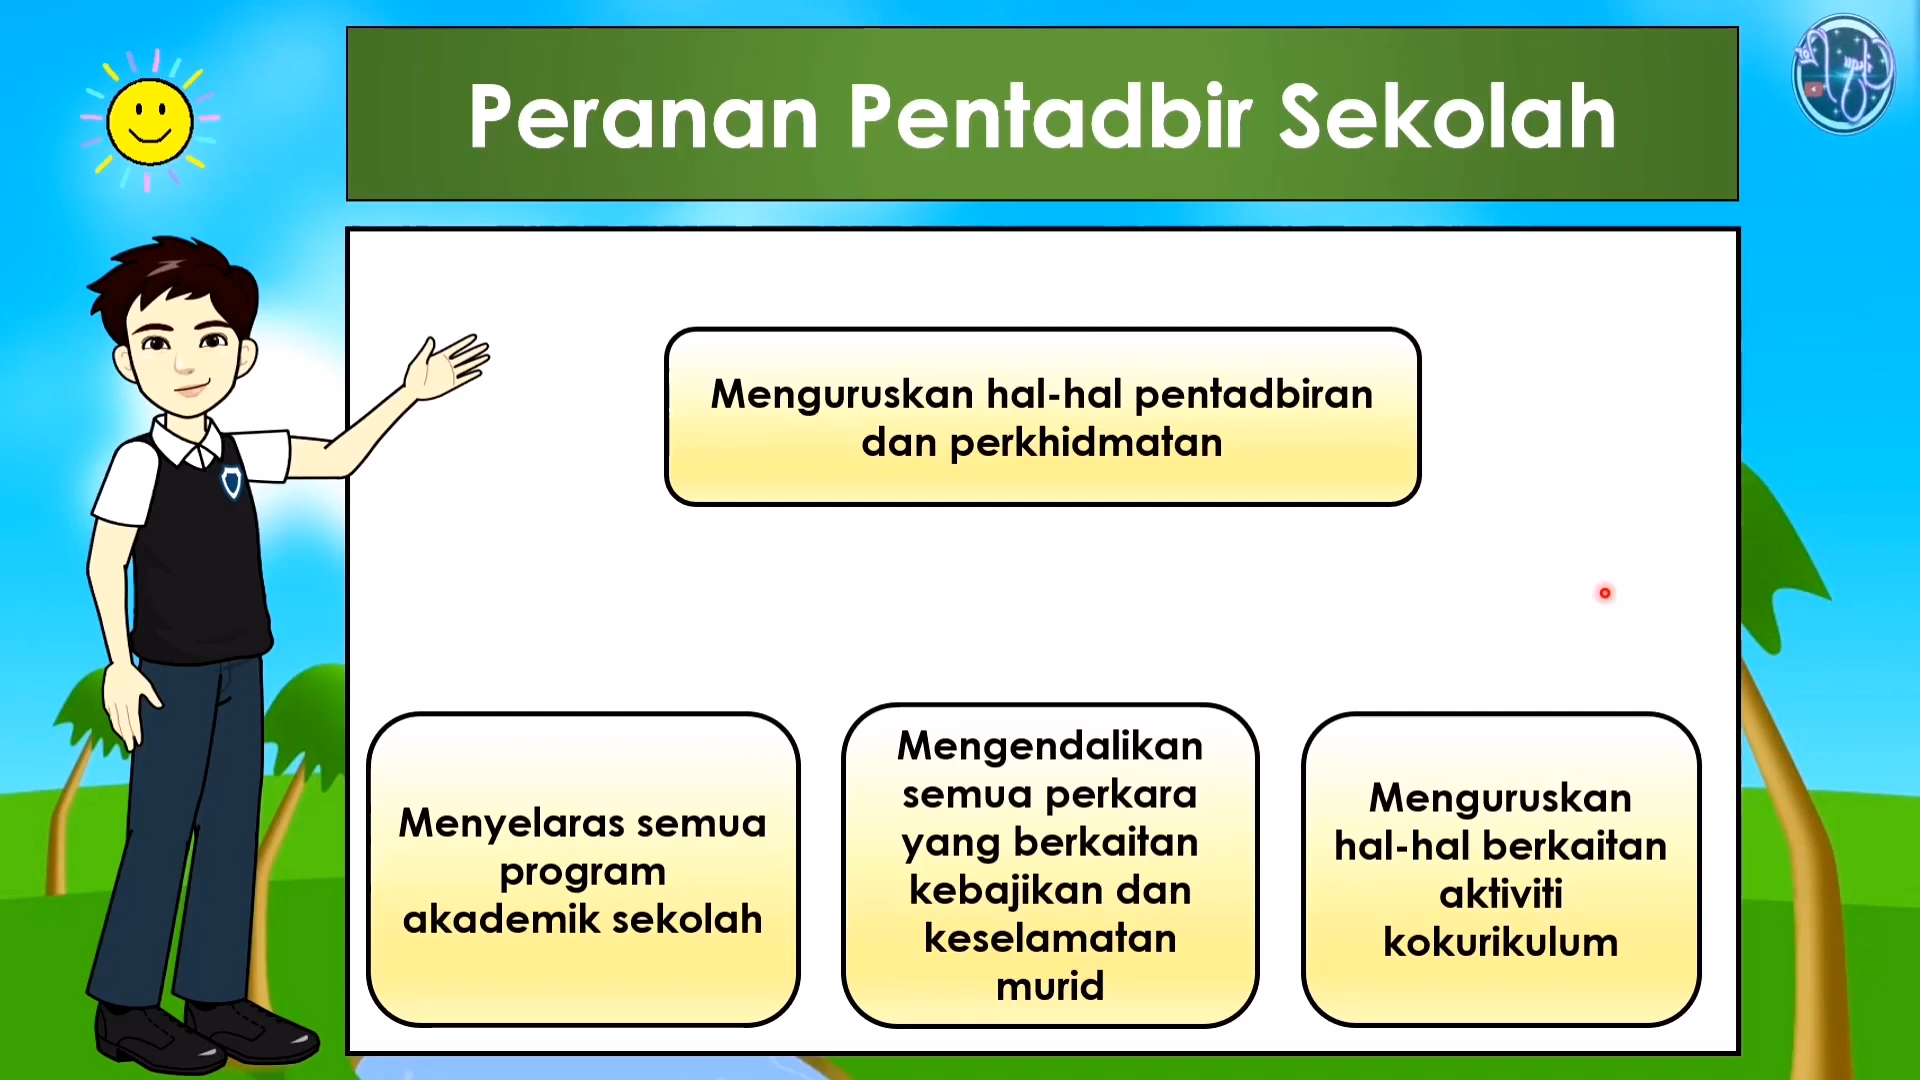 Peranan Pentadbir Sekolah
Menguruskan hal-hal pentadbiran
dan perkhidmatan
Menyelaras semua
program
akademik sekolah
Mengendalikan
semua perkara
yang berkaitan
kebajikan dan
keselamatan
murid
Menguruskan
hal-hal berkaitan
aktiviti
kokurikulum